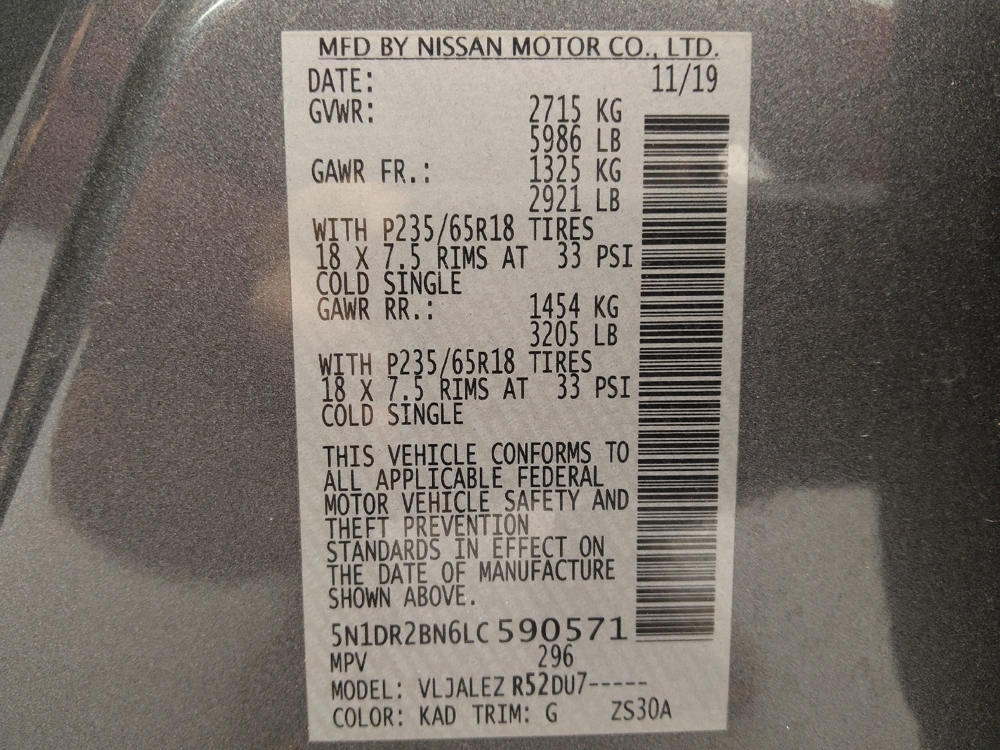 MFD BY NISSAN MOTOR CO., LTD.
DATE: 11/19
GVWR: 2715 KG
5986 LB
GAWR FR.: 1325 KG
2921 LB
WITH P235/65R18 TIRES
18 X 7.5 RIMS AT 33 PSI
COLD SINGLE
GAWR RR.: 1454 KG
3205 LB
WITH P235/65R18 TIRES
18 X 7.5 RIMS AT 33 PSI
COLD SINGLE
THIS VEHICLE CONFORMS TO
ALL APPLICABLE FEDERAL
MOTOR VEHICLE SAFETY AND
THEFT PREVENTION
STANDARDS IN EFFECT ON
THE DATE OF MANUFACTURE
SHOWN ABOVE.
5N1DR2BN6LC590571
MPV 296
MODEL: VLJALEZ R52DU7-----
COLOR: KAD TRIM: G ZS30A